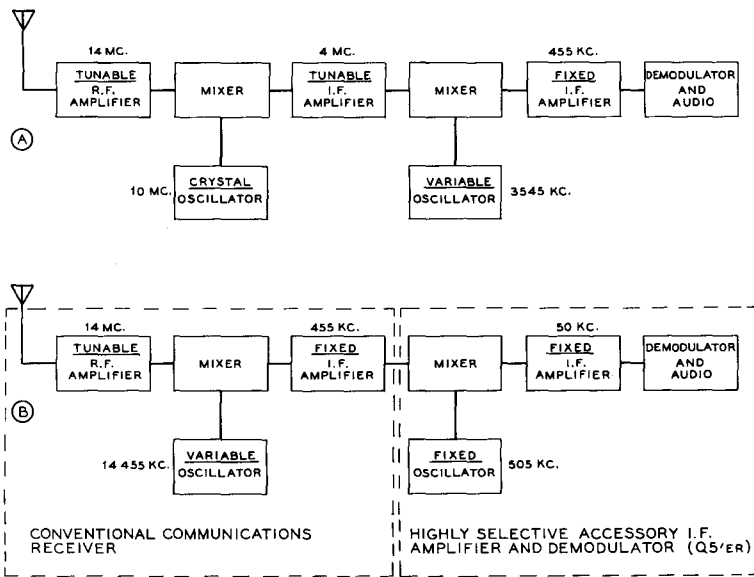 14 MC.
4 MC.
455 KC.
TUNABLE
R.F.
AMPLIFIER
MIXER
TUNABLE
I.F.
AMPLIFIER
MIXER
FIXED
I.F.
AMPLIFIER
DEMODULATOR
AND
AUDIO
A
10 MC.
CRYSTAL
OSCILLATOR
VARIABLE
OSCILLATOR
3545 KC.
14 MC.
455 KC.
50 KC.
TUNABLE
R.F.
AMPLIFIER
MIXER
FIXED
I.F.
AMPLIFIER
MIXER
FIXED
I.F.
AMPLIFIER
DEMODULATOR
AND
AUDIO
B
14 455 KC.
VARIABLE
OSCILLATOR
FIXED
OSCILLATOR
505 KC.
CONVENTIONAL COMMUNICATIONS
RECEIVER
HIGHLY SELECTIVE ACCESSORY I.F.
AMPLIFIER AND DEMODULATOR (Q5'ER)